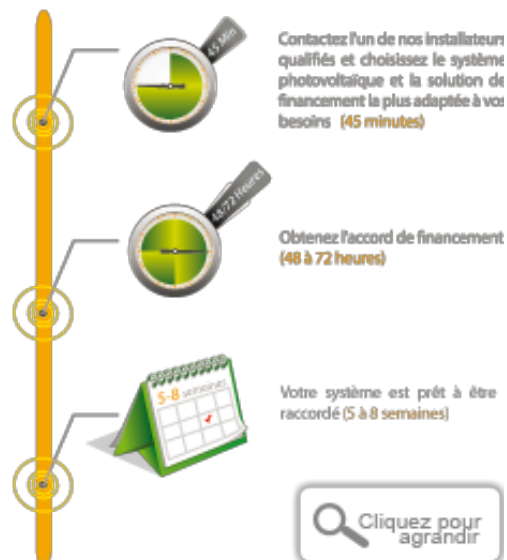 45 Min
Contactez l'un de nos installateurs
qualifiés et choisissez le système
photovoltaïque et la solution de
financement la plus adaptée à vos
besoins (45 minutes)
48/72 Heures
Obtenez l'accord de financement
(48 à 72 heures)
5-8 semaines
Votre système est prêt à être
raccordé (5 à 8 semaines)
Cliquez pour
agrandir